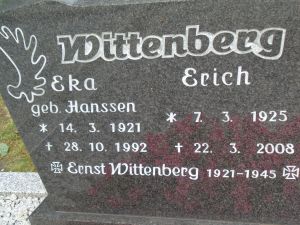 Wittenberg
Eka Erich
geb. Hanssen
* 14. 3. 1921 * 7. 3. 1925
† 28. 10. 1992 † 22. 3. 2008
✠ Ernst Wittenberg 1921-1945 ✠